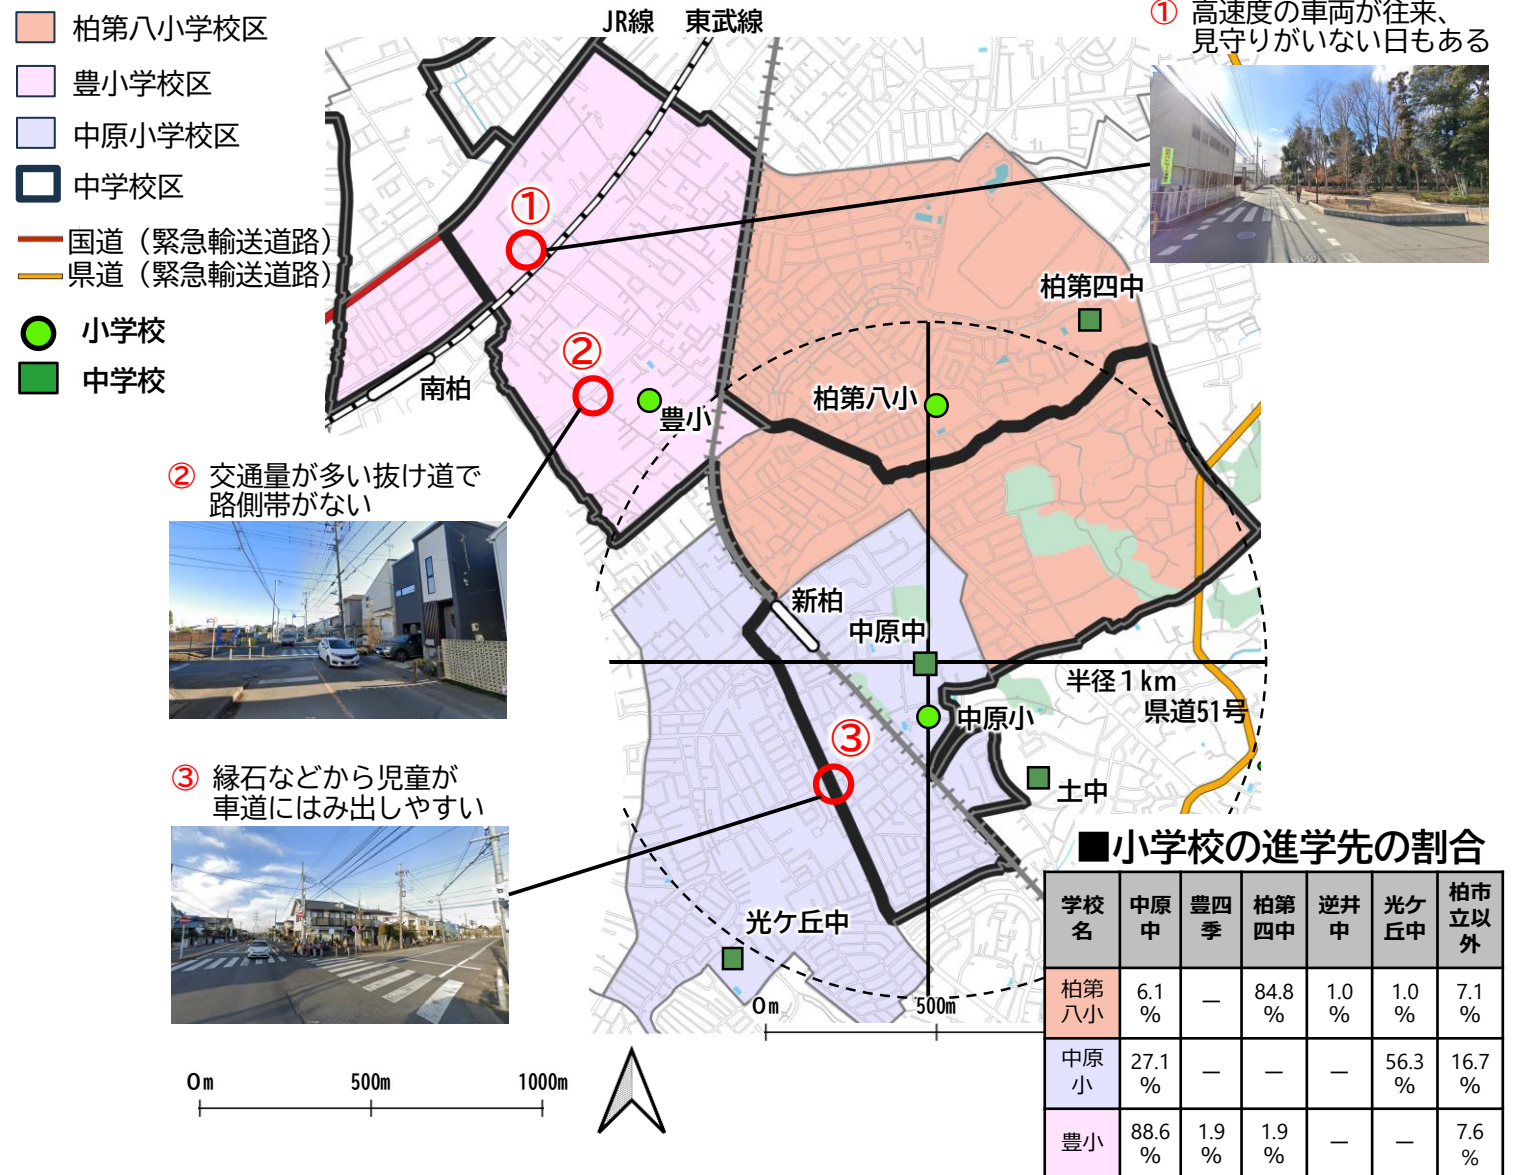 柏第八小学校区
豊小学校区
中原小学校区
中学校区
国道（緊急輸送道路）
県道（緊急輸送道路）
小学校
中学校
JR線　東武線
① 高速度の車両が往来、
見守りがいない日もある
①
②
③
南柏
豊小
柏第八小
柏第四中
② 交通量が多い抜け道で
路側帯がない
新柏
中原中
中原小
半径１km
県道51号
土中
光ケ丘中
③ 縁石などから児童が
車道にはみ出しやすい
0m 500m
0m 500m 1000m
■小学校の進学先の割合
学校名 中原中 豊四季 柏第四中 逆井中 光ケ丘中 柏市立以外
柏第八小 6.1% － 84.8% 1.0% 1.0% 7.1%
中原小 27.1% － － － 56.3% 16.7%
豊小 88.6% 1.9% 1.9% － － 7.6%